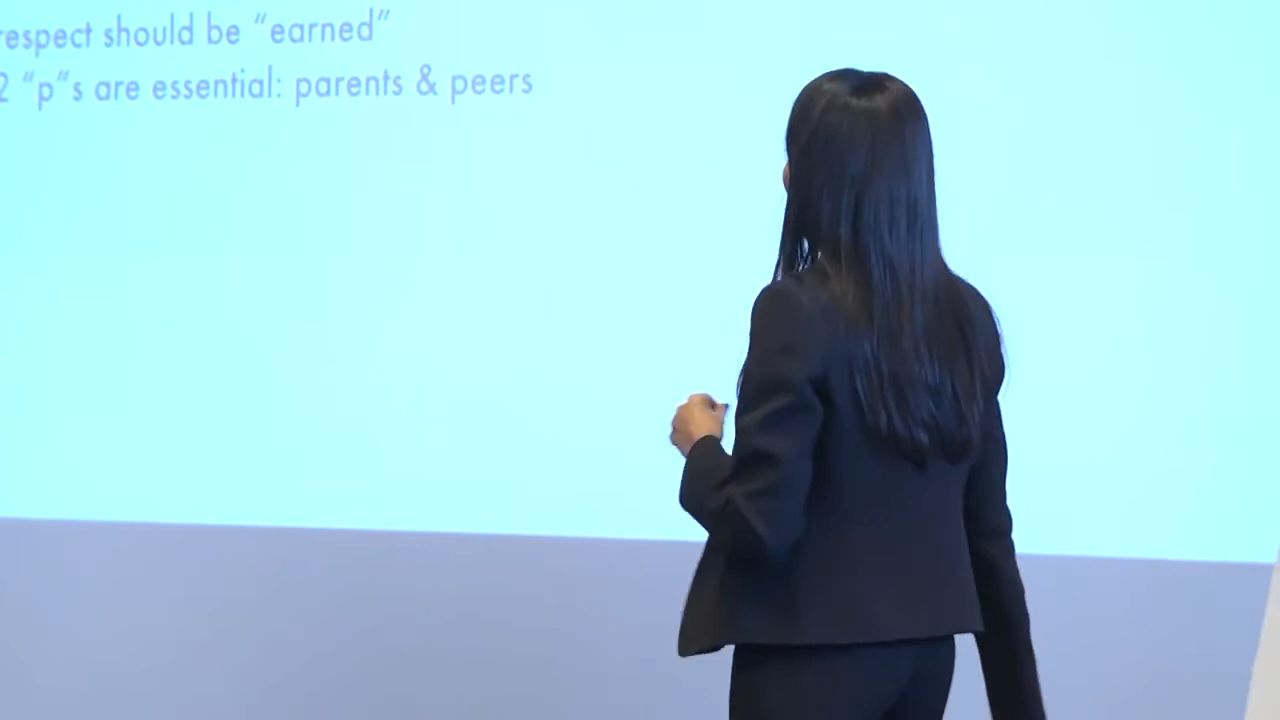 respect should be “earned”
2 “p“s are essential: parents & peers